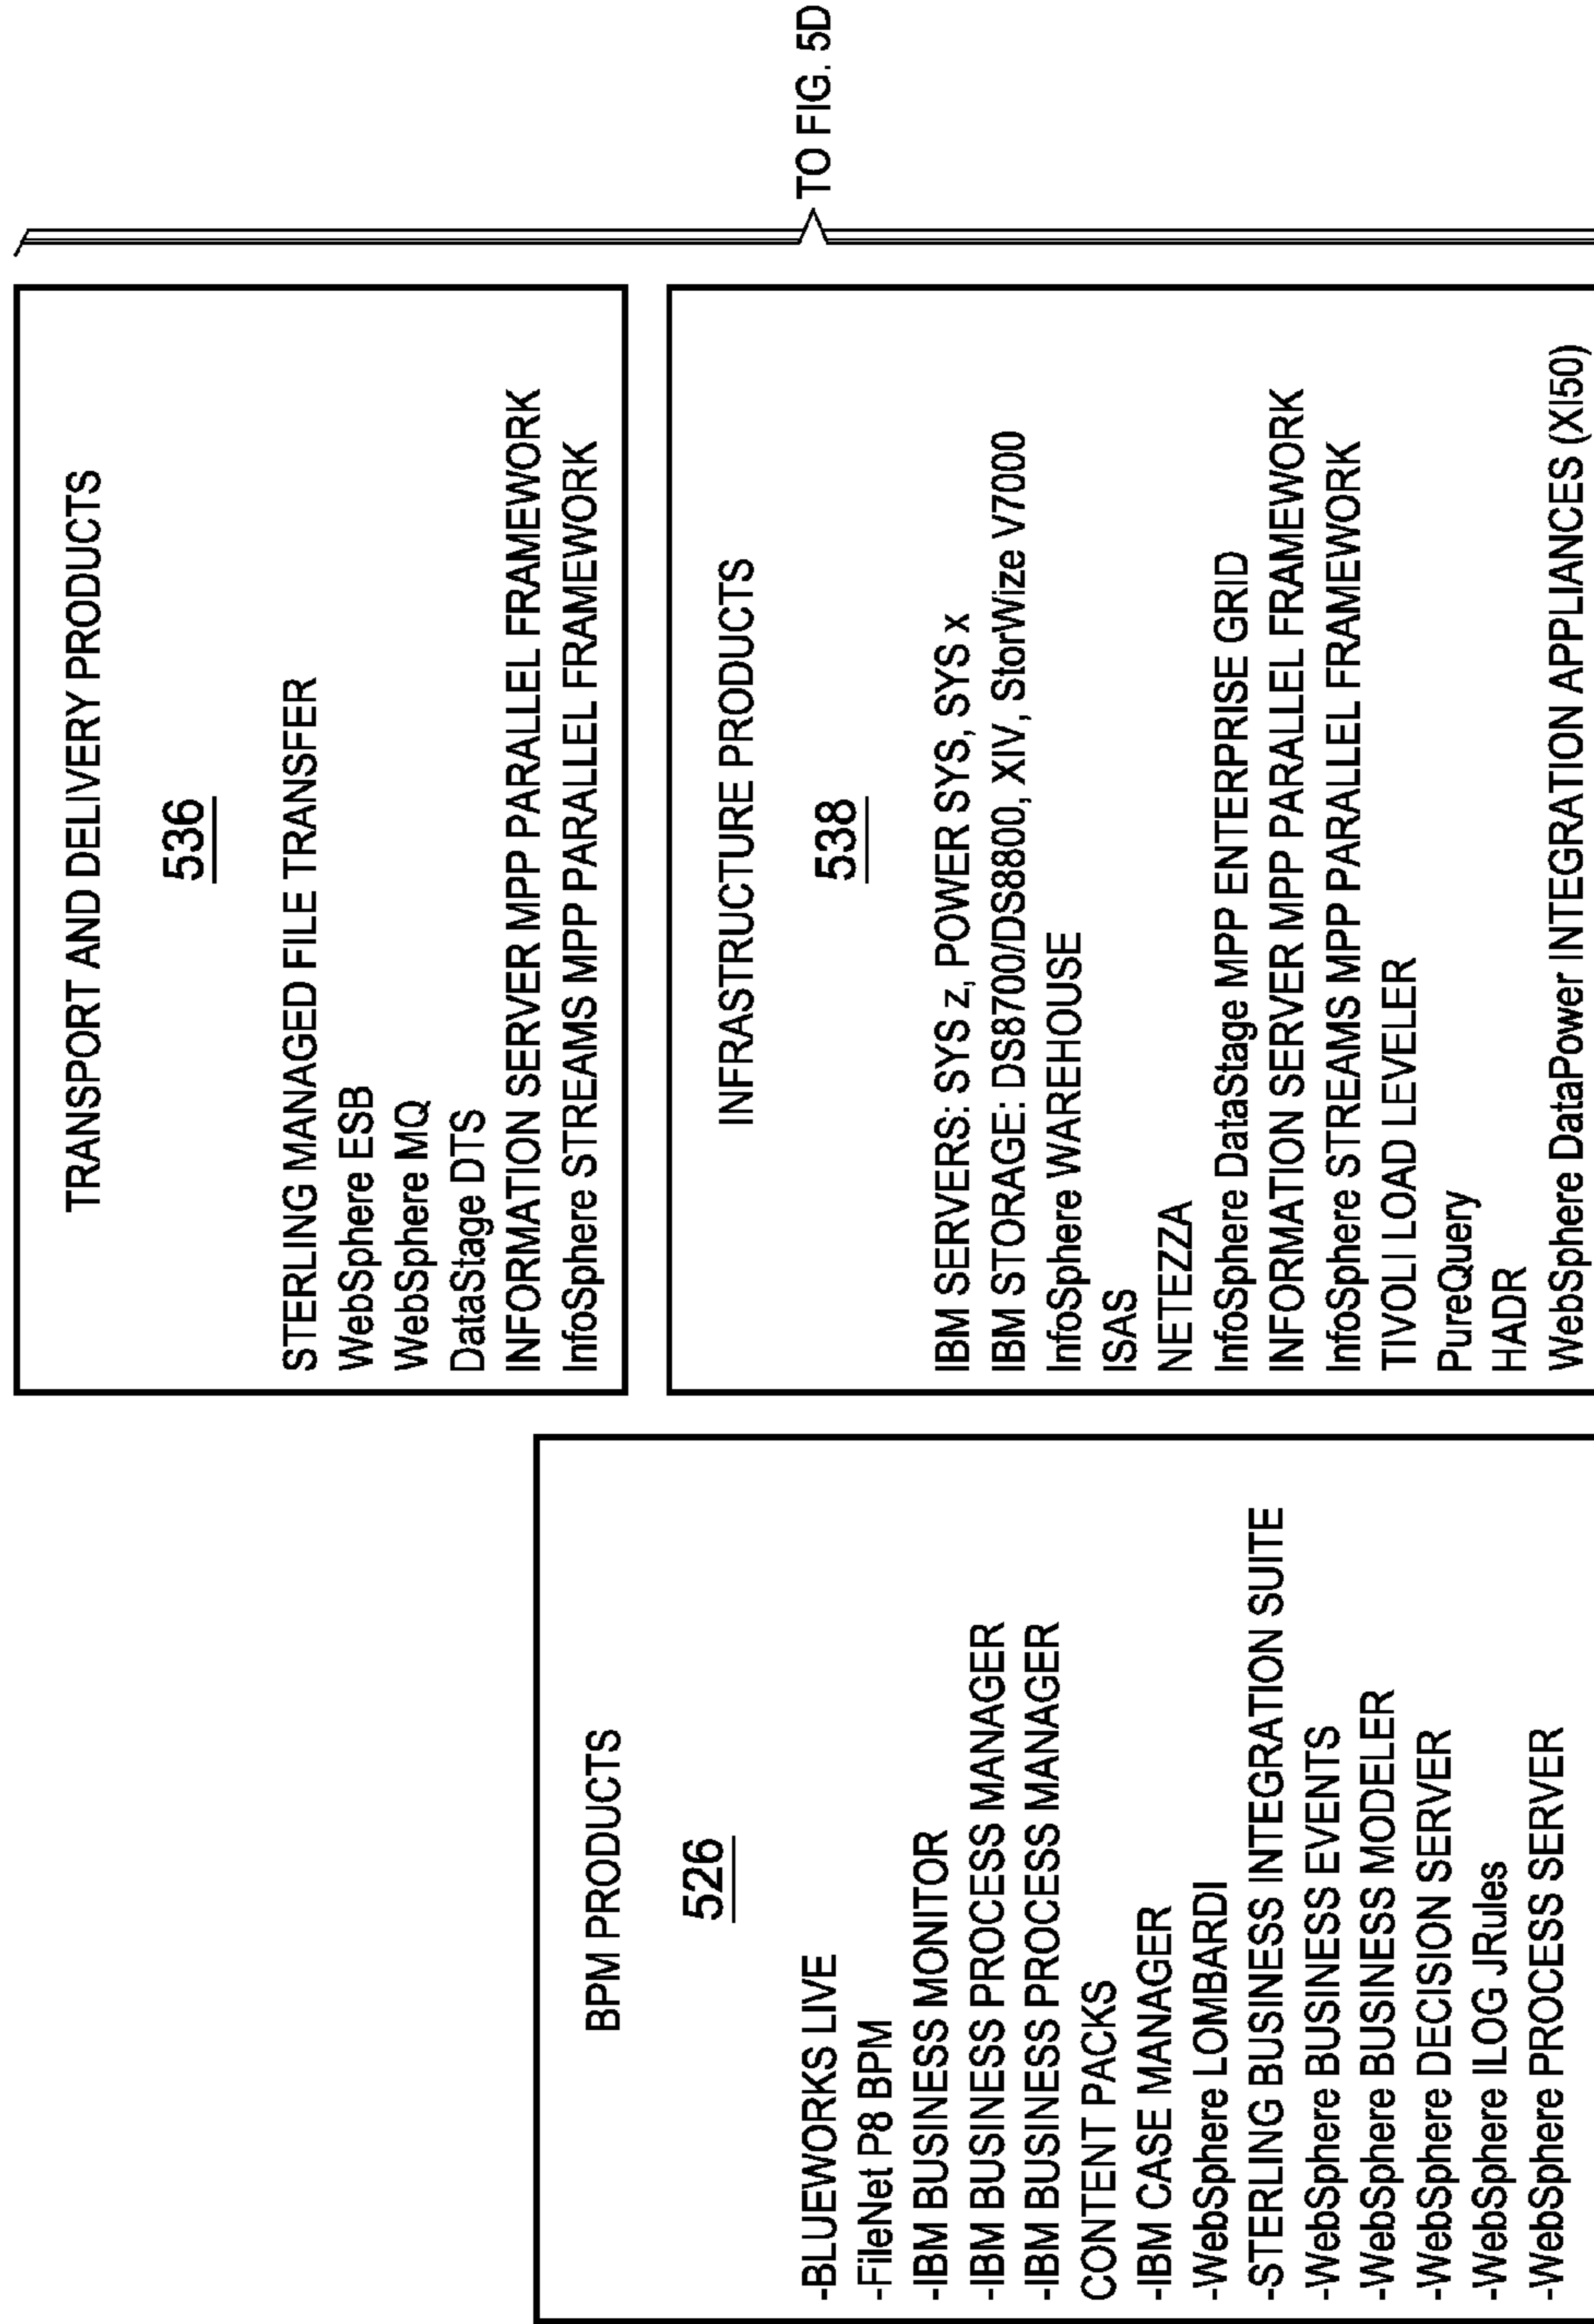 TRANSPORT AND DELIVERY PRODUCTS
536
STERLING MANAGED FILE TRANSFER
WebSphere ESB
WebSphere MQ
DataStage DTS
INFORMATION SERVER MPP PARALLEL FRAMEWORK
InfoSphere STREAMS MPP PARALLEL FRAMEWORK
TO FIG. 5D
BPM PRODUCTS
526
-BLUEWORKS LIVE
-FileNet P8 BPM
-IBM BUSINESS MONITOR
-IBM BUSINESS PROCESS MANAGER
-IBM BUSINESS PROCESS MANAGER
CONTENT PACKS
-IBM CASE MANAGER
-WebSphere LOMBARDI
-STERLING BUSINESS INTEGRATION SUITE
-WebSphere BUSINESS EVENTS
-WebSphere BUSINESS MODELER
-WebSphere DECISION SERVER
-WebSphere ILOG JRules
-WebSphere PROCESS SERVER
INFRASTRUCTURE PRODUCTS
538
IBM SERVERS: SYS z, POWER SYS, SYS x
IBM STORAGE: DS8700/DS8800, XIV, StorWize V7000
InfoSphere WAREHOUSE
ISAS
NETEZZA
InfoSphere DataStage MPP ENTERPRISE GRID
INFORMATION SERVER MPP PARALLEL FRAMEWORK
InfoSphere STREAMS MPP PARALLEL FRAMEWORK
TIVOLI LOAD LEVELER
PureQuery
HADR
WebSphere DataPower INTEGRATION APPLIANCES (XI50)